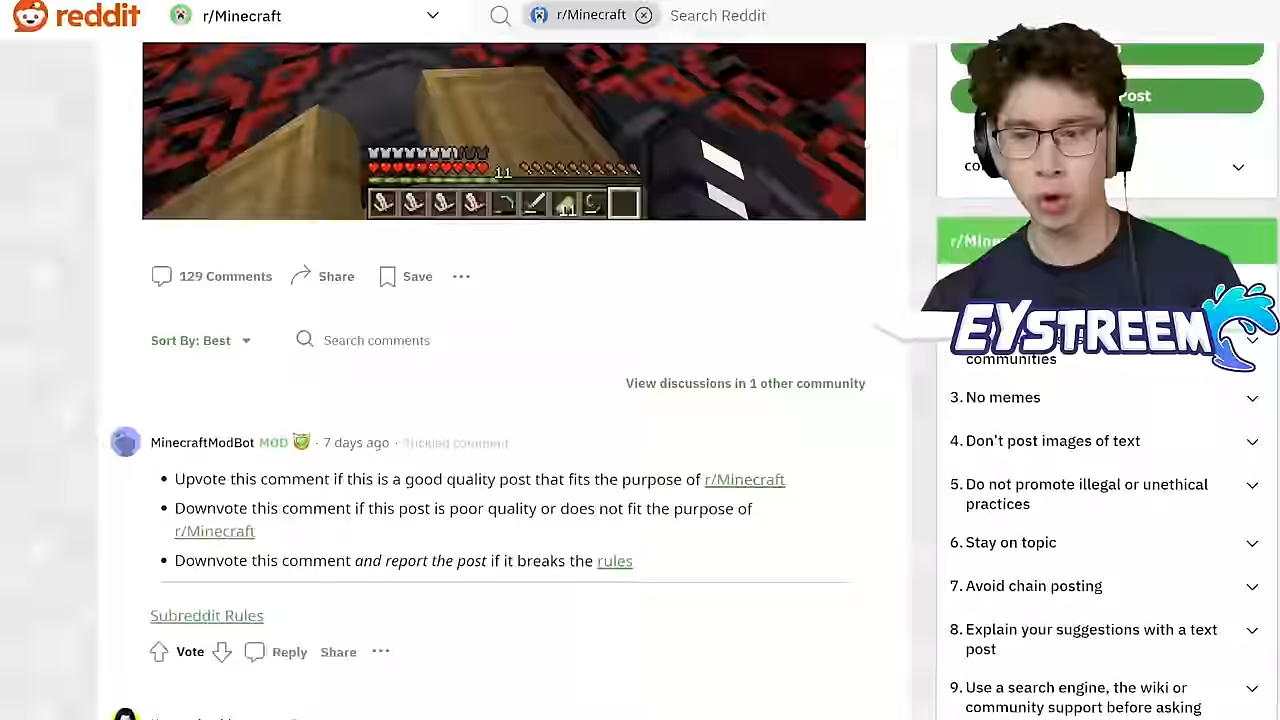 reddit
r/Minecraft
r/Minecraft
Search Reddit
11
11
Post
129 Comments
Share
Save
Sort By: Best
Search comments
View discussions in 1 other community
MinecraftModBot MOD · 7 days ago · Stickied comment
• Upvote this comment if this is a good quality post that fits the purpose of r/Minecraft
• Downvote this comment if this post is poor quality or does not fit the purpose of
r/Minecraft
• Downvote this comment and report the post if it breaks the rules
Subreddit Rules
Vote
Reply
Share
r/Mine
EYSTREEM
communities
3. No memes
4. Don't post images of text
5. Do not promote illegal or unethical
practices
6. Stay on topic
7. Avoid chain posting
8. Explain your suggestions with a text
post
9. Use a search engine, the wiki or
community support before asking